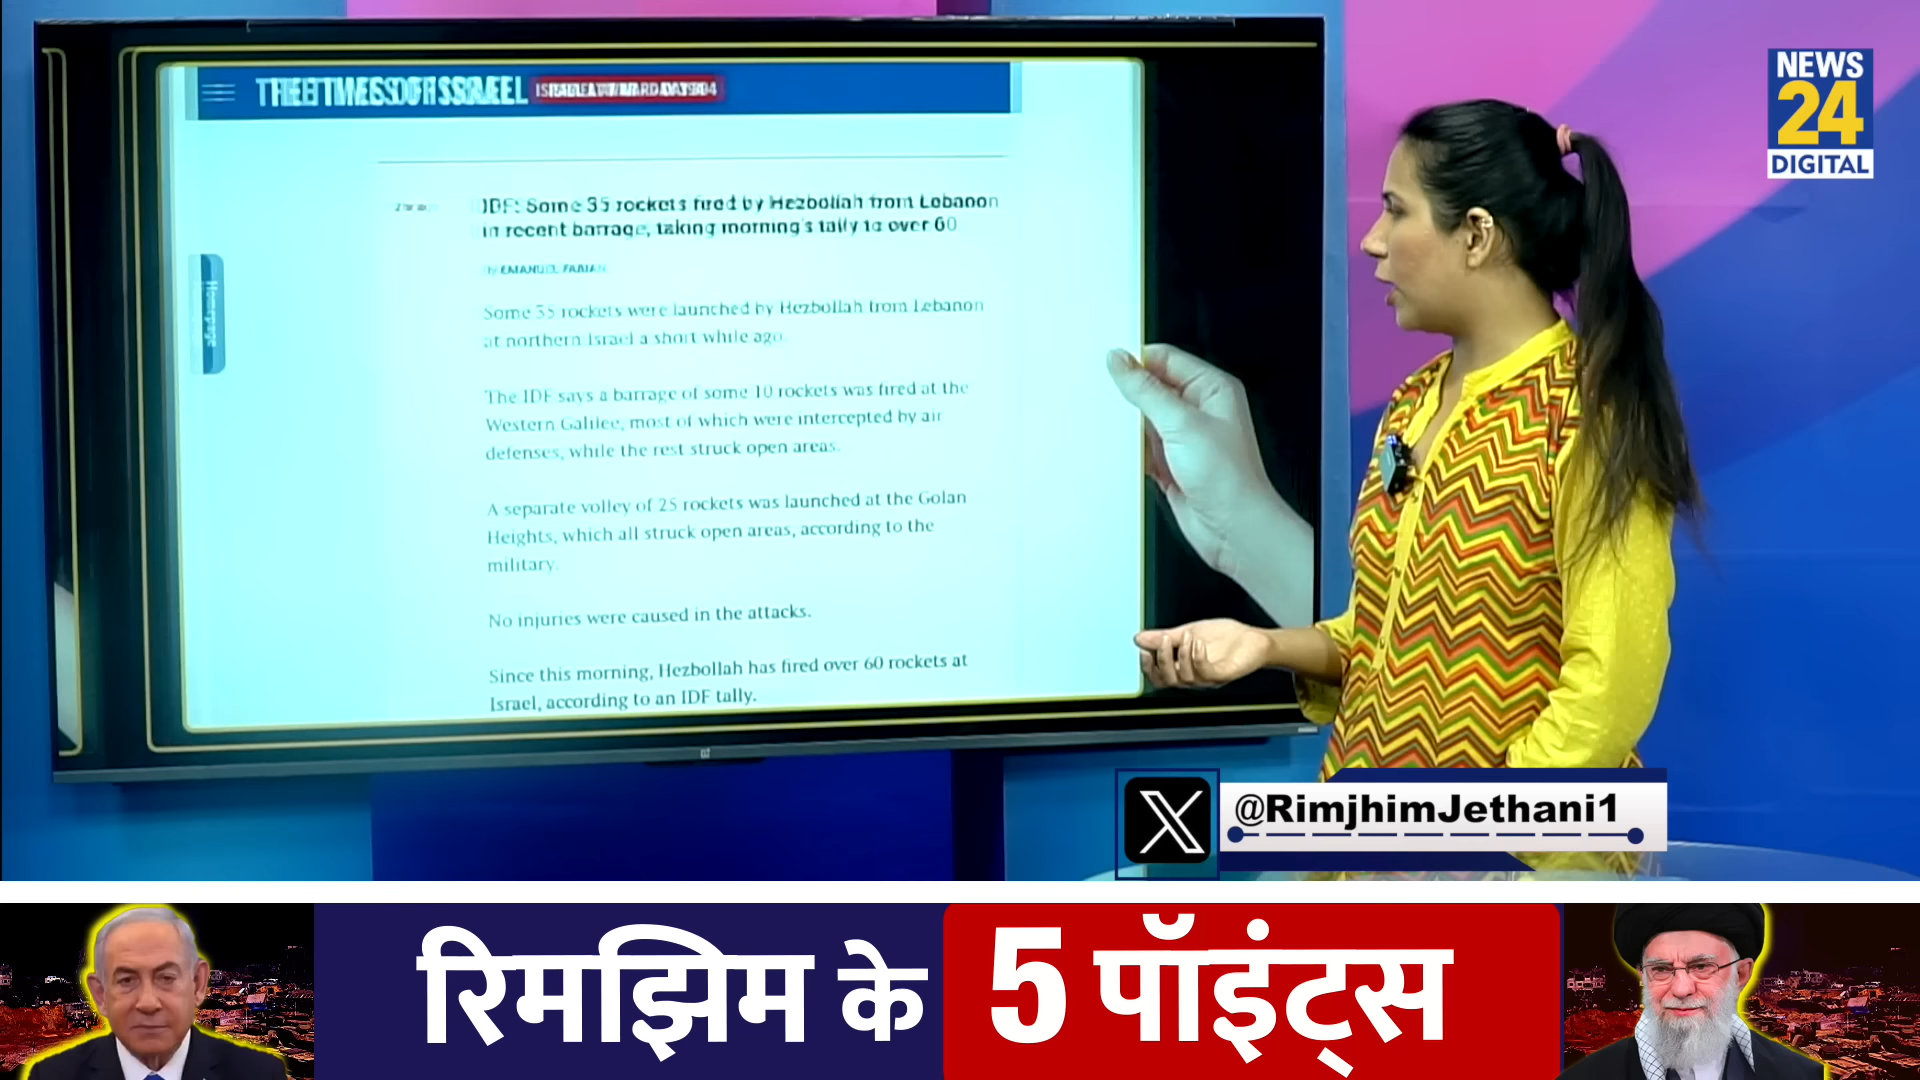 THE TIMES OF ISRAEL
NEWS
24
DIGITAL
IDF: Some 35 rockets fired by Hezbollah from Lebanon
in recent barrage, taking morning's tally to over 60
By EMANUEL FABIAN
Homepage
Some 35 rockets were launched by Hezbollah from Lebanon
at northern Israel a short while ago.
The IDF says a barrage of some 10 rockets was fired at the
Western Galilee, most of which were intercepted by air
defenses, while the rest struck open areas.
A separate volley of 25 rockets was launched at the Golan
Heights, which all struck open areas, according to the
military.
No injuries were caused in the attacks.
Since this morning, Hezbollah has fired over 60 rockets at
Israel, according to an IDF tally.
X
@RimjhimJethani1
रिमझिम के 5 पॉइंट्स